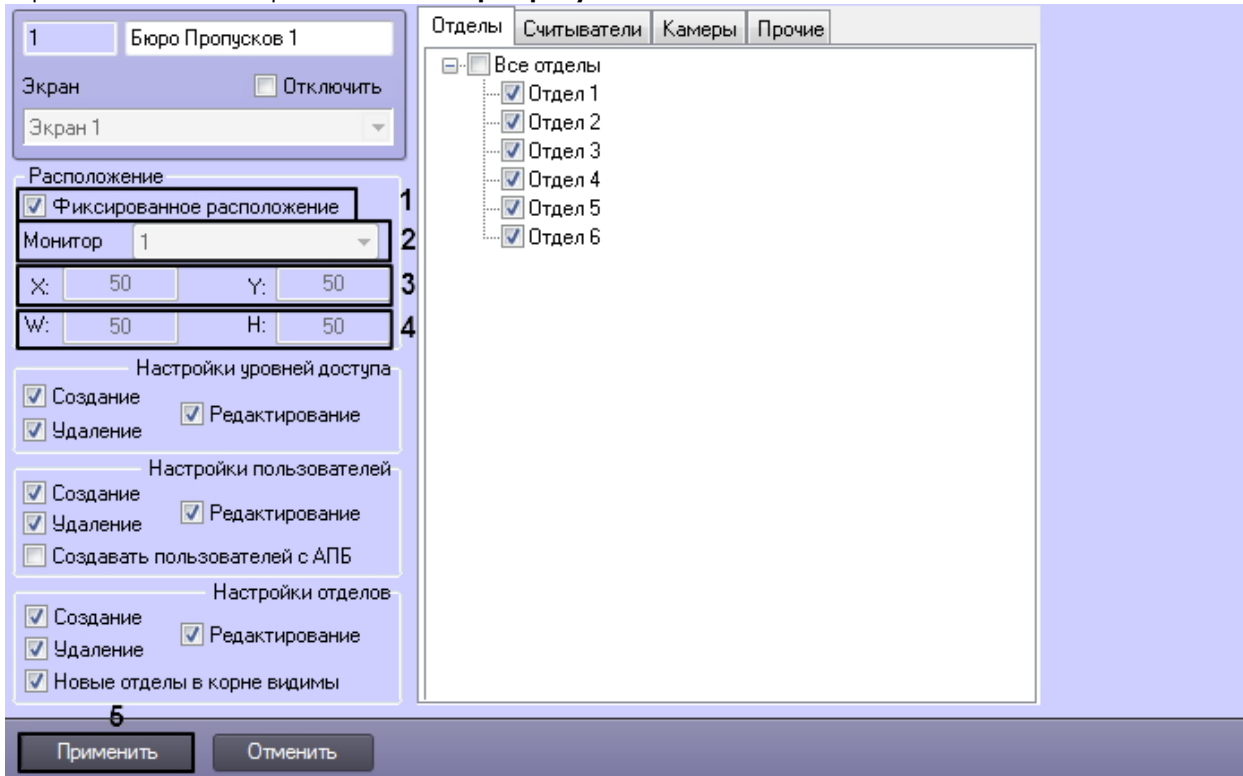 1 Бюро Пропусков 1
Экран Отключить
Экран 1
Расположение
Фиксированное расположение 1
Монитор 1 2
X: 50 Y: 50 3
W: 50 H: 50 4
Настройки уровней доступа
Создание
Редактирование
Удаление
Настройки пользователей
Создание
Редактирование
Удаление
Создавать пользователей с АПБ
Настройки отделов
Создание
Редактирование
Удаление
Новые отделы в корне видимы
5
Применить Отменить
Отделы Считыватели Камеры Прочие
Все отделы
Отдел 1
Отдел 2
Отдел 3
Отдел 4
Отдел 5
Отдел 6